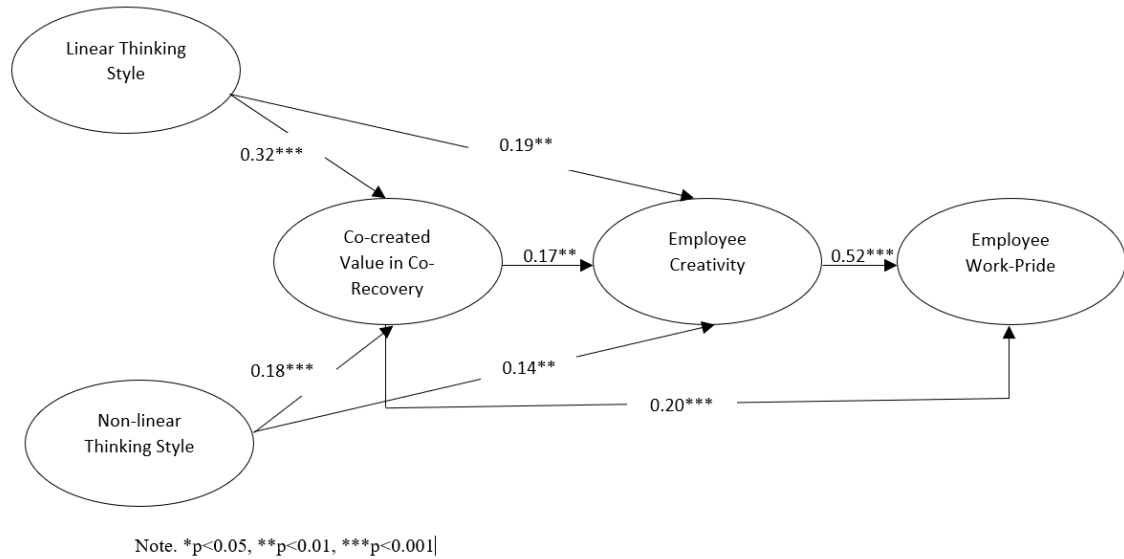 Linear Thinking
Style
0.19**
0.32***
Co-created
Value in Co-
Recovery
0.17**
Employee
Creativity
0.52***
Employee
Work-Pride
0.18***
0.14**
0.20***
Non-linear
Thinking Style
Note. *p<0.05, **p<0.01, ***p<0.001